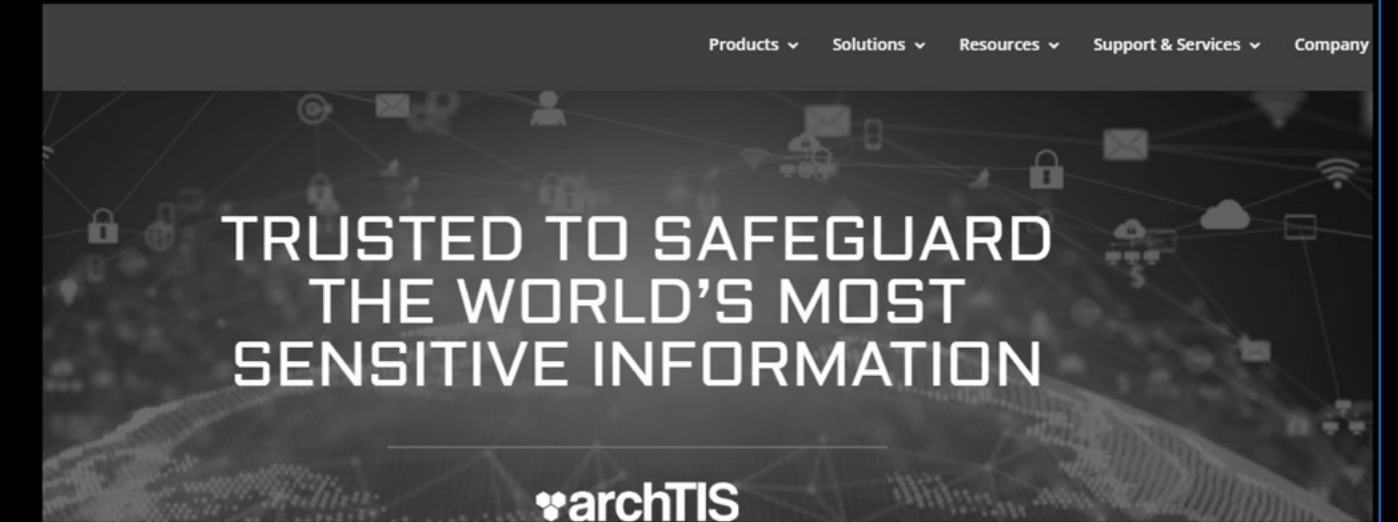 Products Solutions Resources Support & Services Company
TRUSTED TO SAFEGUARD
THE WORLD'S MOST
SENSITIVE INFORMATION
archTIS